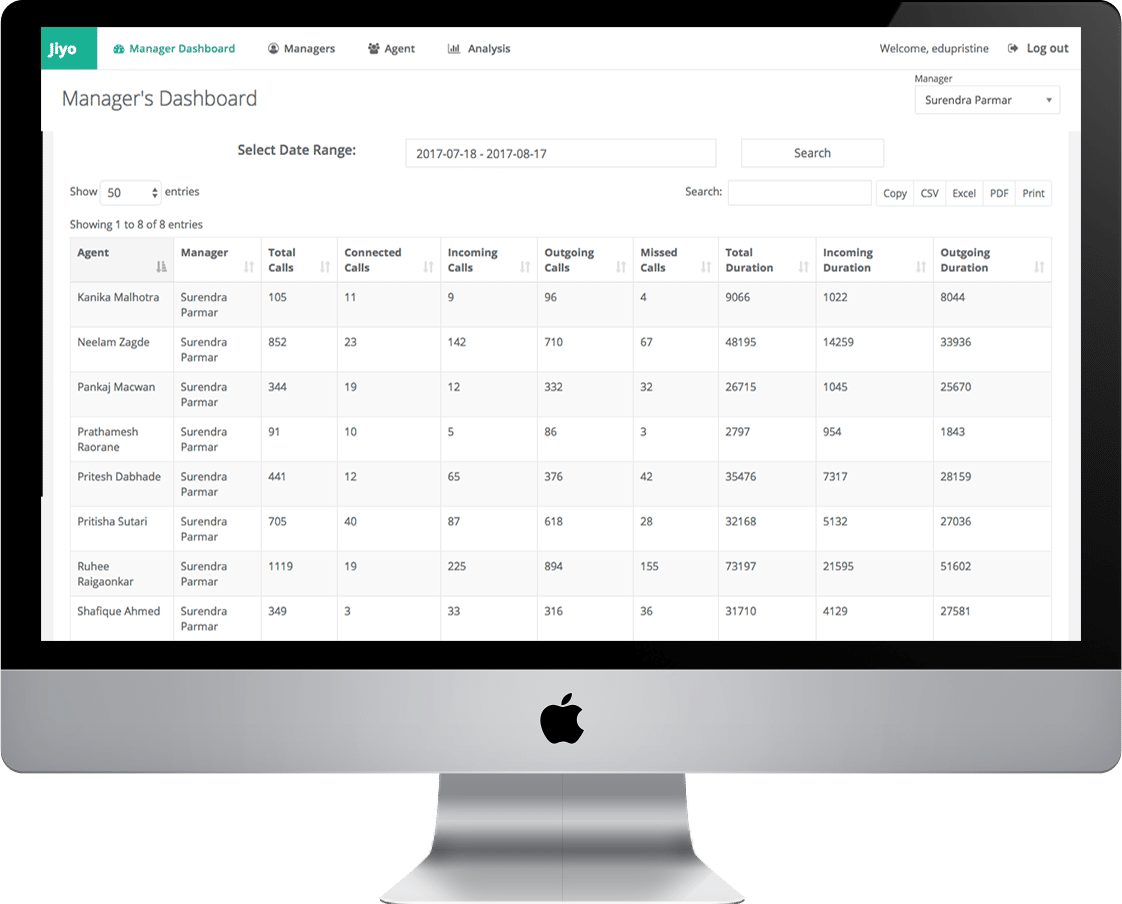 Jiyo Manager Dashboard Managers Agent Analysis Welcome, edupristine Log out
Manager
Manager's Dashboard Surendra Parmar
Select Date Range: 2017-07-18 - 2017-08-17 Search
Show 50 entries Search: Copy CSV Excel PDF Print
Showing 1 to 8 of 8 entries
Agent Manager Total Connected Incoming Outgoing Missed Total Incoming Outgoing
Calls Calls Calls Calls Calls Duration Duration Duration
Kanika Malhotra Surendra 105 11 9 96 4 9066 1022 8044
Parmar
Neelam Zagde Surendra 852 23 142 710 67 48195 14259 33936
Parmar
Pankaj Macwan Surendra 344 19 12 332 32 26715 1045 25670
Parmar
Prathamesh Surendra 91 10 5 86 3 2797 954 1843
Raorane Parmar
Pritesh Dabhade Surendra 441 12 65 376 42 35476 7317 28159
Parmar
Pritisha Sutari Surendra 705 40 87 618 28 32168 5132 27036
Parmar
Ruhee Surendra 1119 19 225 894 155 73197 21595 51602
Raigaonkar Parmar
Shafique Ahmed Surendra 349 3 33 316 36 31710 4129 27581
Parmar